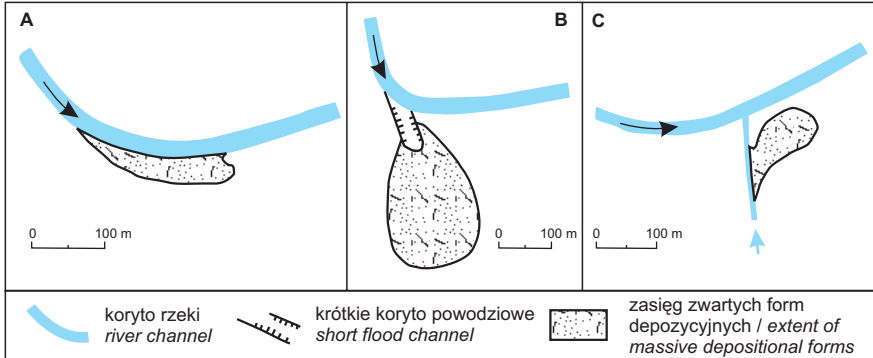 A
B
C
0 100 m
0 100 m
0 100 m
koryto rzeki
river channel
krótkie koryto powodziowe
short flood channel
zasięg zwartych form
depozycyjnych / extent of
massive depositional forms